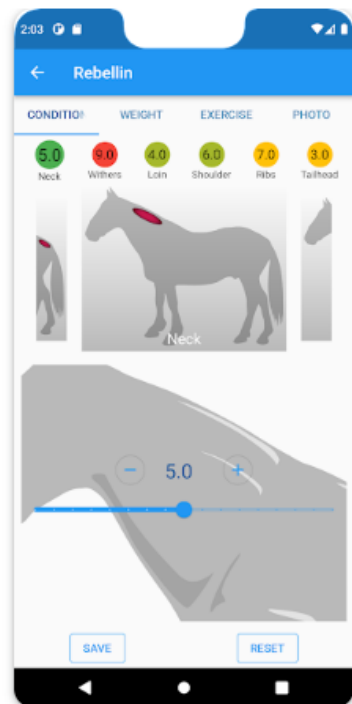 2:03
Rebellin
CONDITION WEIGHT EXERCISE PHOTO
5.0 9.0 4.0 6.0 7.0 3.0
Neck Withers Loin Shoulder Ribs Tailhead
Neck
− 5.0 +
SAVE RESET